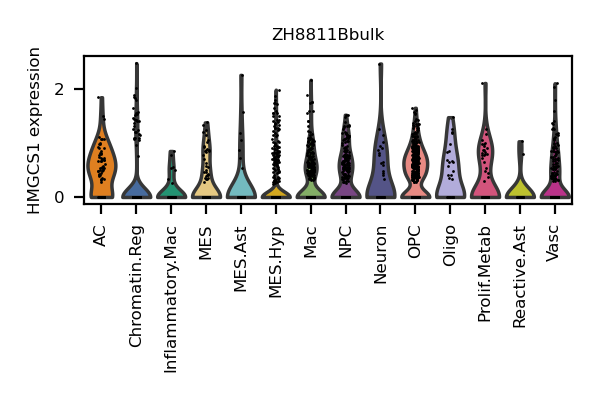 ZH8811Bbulk
HMGCS1 expression
2
0
AC
Chromatin.Reg
Inflammatory.Mac
MES
MES.Ast
MES.Hyp
Mac
NPC
Neuron
OPC
Oligo
Prolif.Metab
Reactive.Ast
Vasc